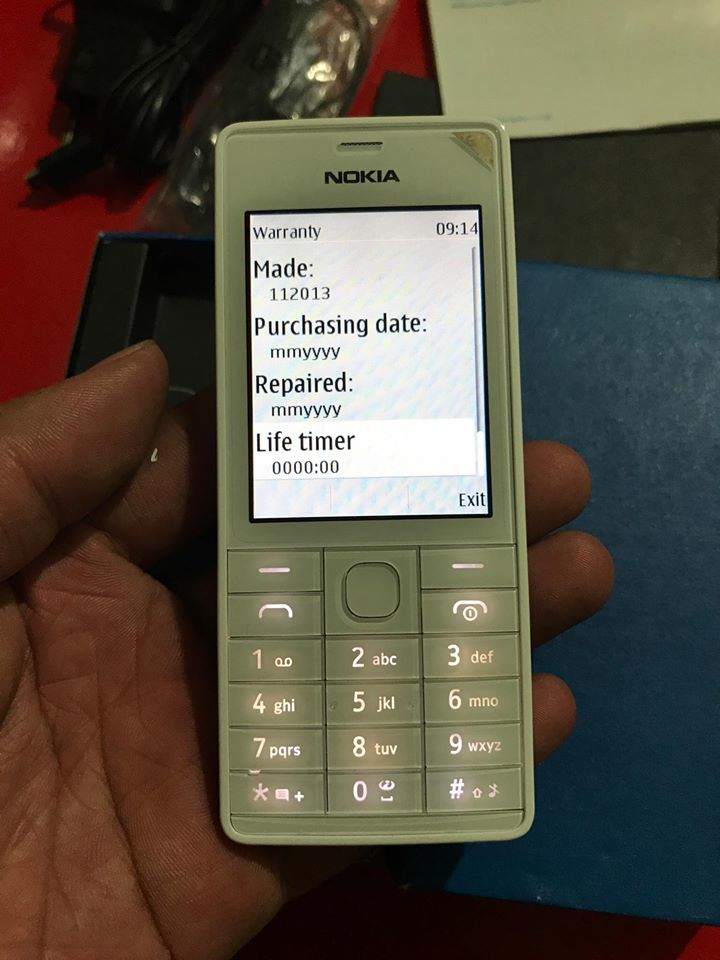 NOKIA
Warranty 09:14
Made:
112013
Purchasing date:
mmyyyy
Repaired:
mmyyyy
Life timer
0000:00
Exit
1
2 abc
3 def
4 ghi
5 jkl
6 mno
7 pqrs
8 tuv
9 wxyz
* +
0
#